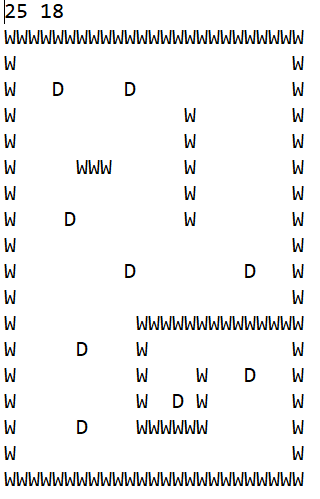 25 18
WWWWWWWWWWWWWWWWWWWWWWWWW
W                       W
W   D     D             W
W              W        W
W              W        W
W     WWW      W        W
W              W        W
W    D         W        W
W                       W
W         D         D   W
W                       W
W          WWWWWWWWWWWWWW
W     D    W            W
W          W    W   D   W
W          W  D W       W
W     D    WWWWWW       W
W                       W
WWWWWWWWWWWWWWWWWWWWWWWWW